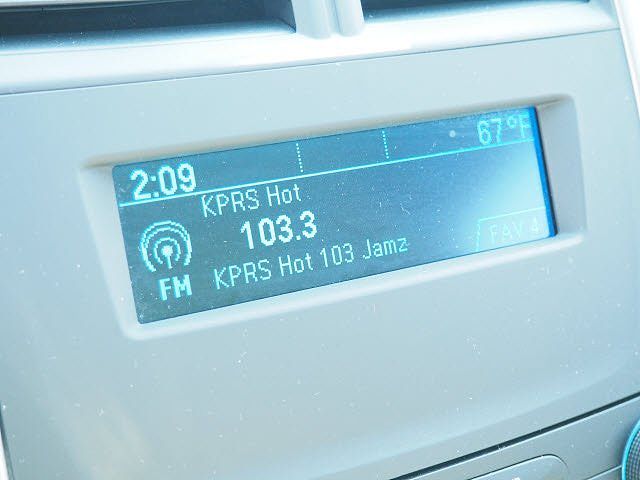 2:09 67°F
KPRS Hot
103.3
FM KPRS Hot 103 Jamz
FAV 4